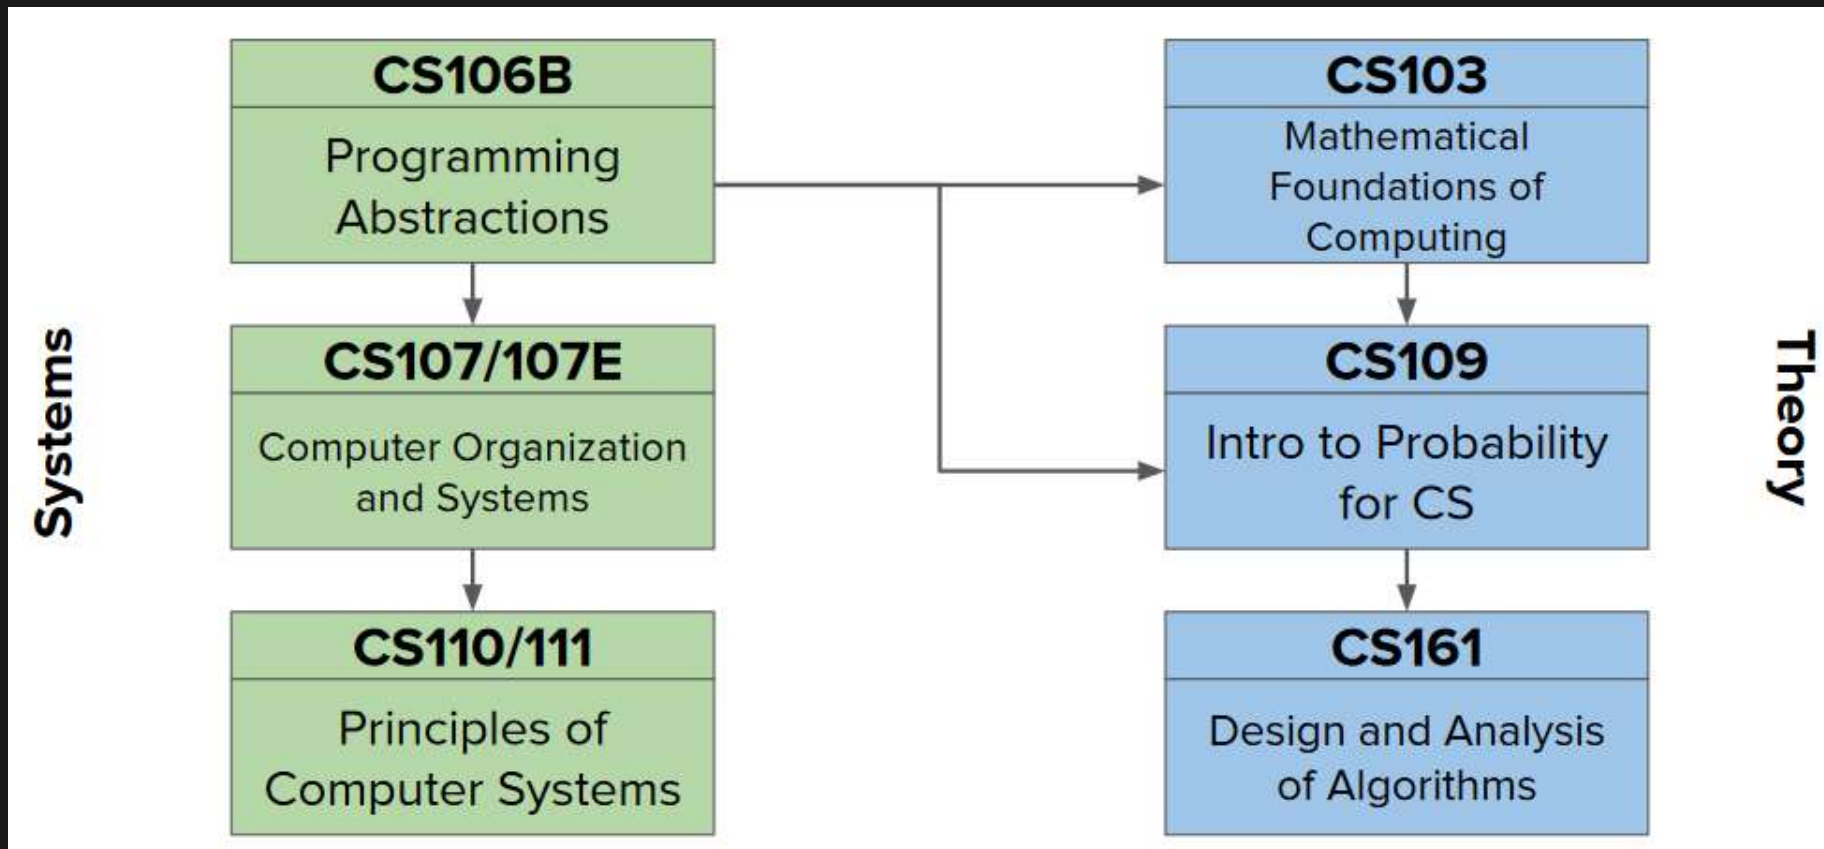 Systems
CS106B
Programming
Abstractions
CS107/107E
Computer Organization
and Systems
CS110/111
Principles of
Computer Systems
CS103
Mathematical
Foundations of
Computing
CS109
Intro to Probability
for CS
CS161
Design and Analysis
of Algorithms
Theory